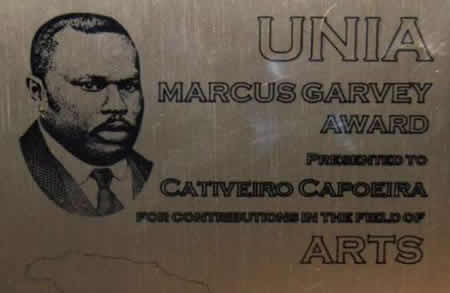 UNIA
MARCUS GARVEY
AWARD
PRESENTED TO
CATIVEIRO CAPOEIRA
FOR CONTRIBUTIONS IN THE FIELD OF
ARTS